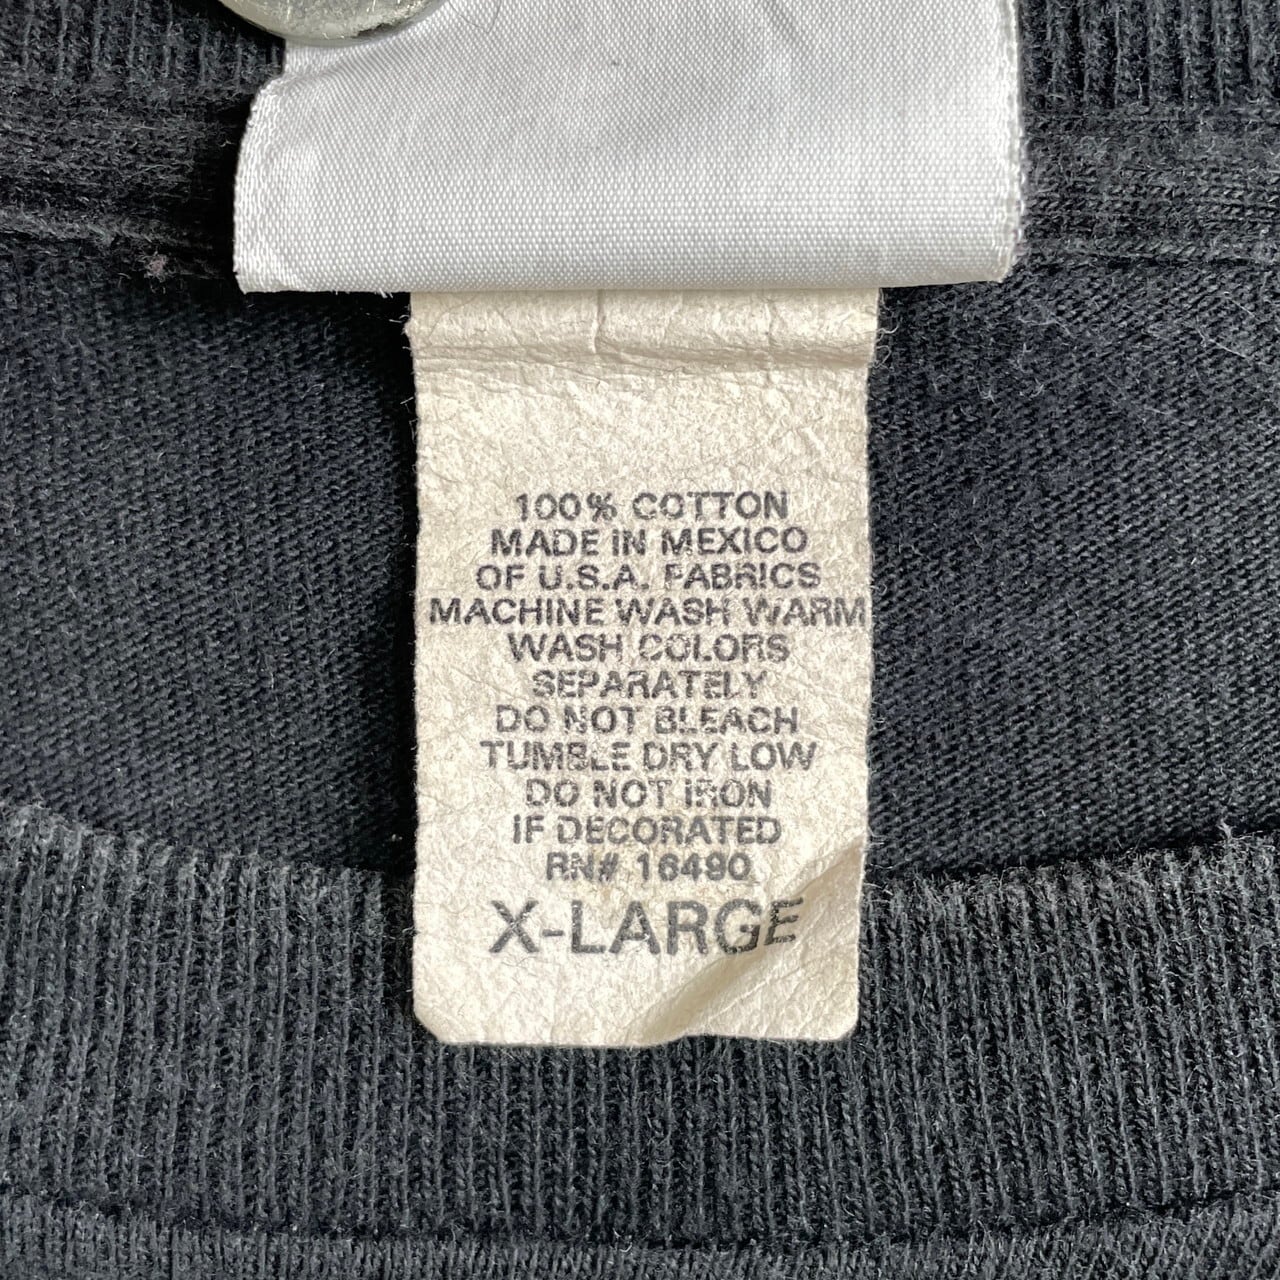 100% COTTON
MADE IN MEXICO
OF U.S.A. FABRICS
MACHINE WASH WARM
WASH COLORS
SEPARATELY
DO NOT BLEACH
TUMBLE DRY LOW
DO NOT IRON
IF DECORATED
RN# 16490
X-LARGE